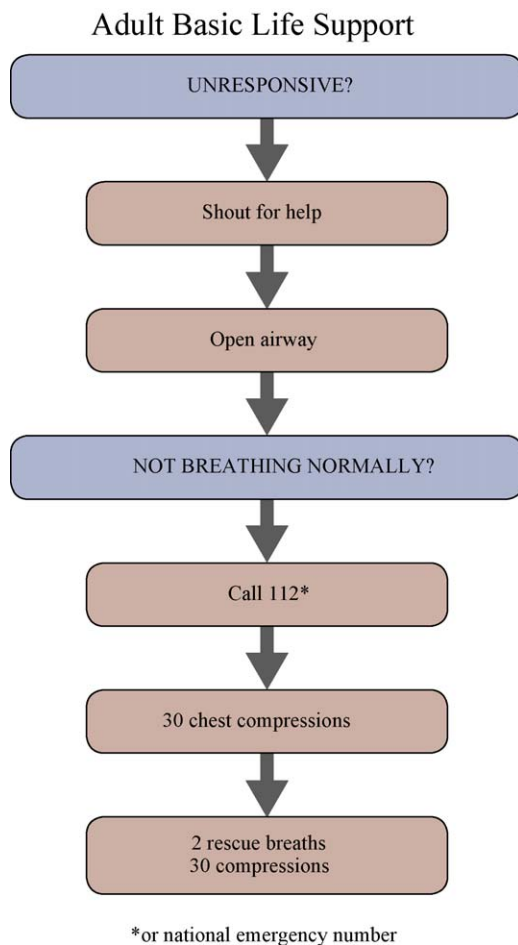 Adult Basic Life Support
UNRESPONSIVE?
Shout for help
Open airway
NOT BREATHING NORMALLY?
Call 112*
30 chest compressions
2 rescue breaths
30 compressions
*or national emergency number